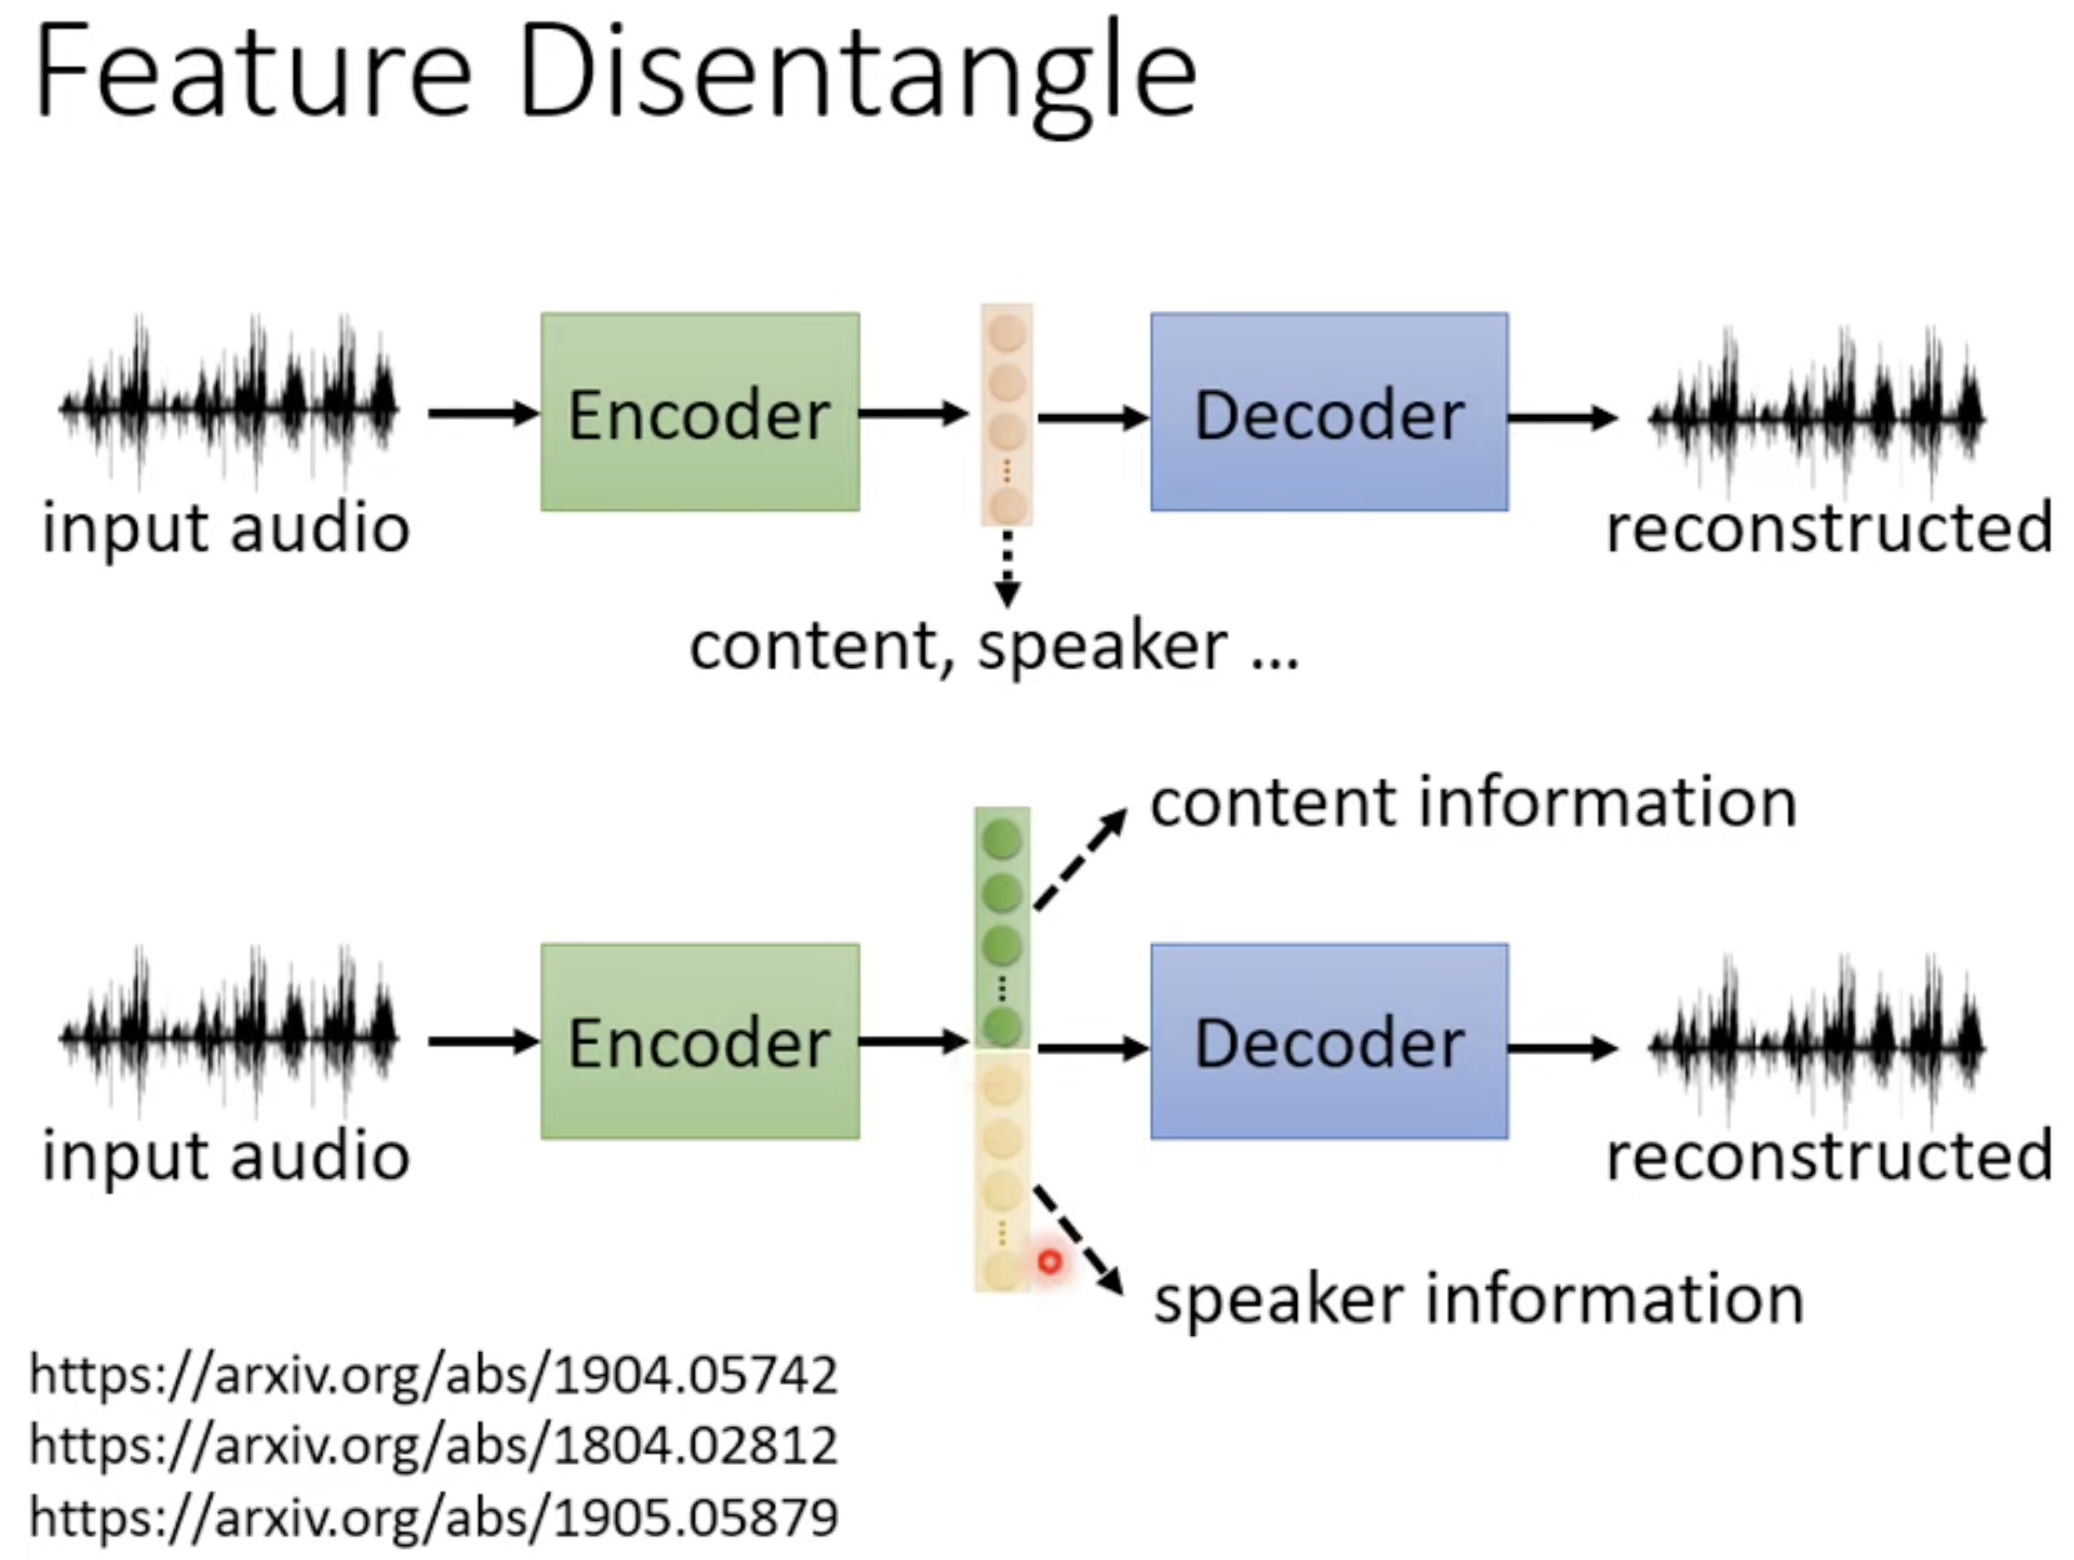 Feature Disentangle
Encoder
Decoder
input audio
reconstructed
content, speaker ...
content information
Encoder
Decoder
input audio
reconstructed
speaker information
https://arxiv.org/abs/1904.05742
https://arxiv.org/abs/1804.02812
https://arxiv.org/abs/1905.05879